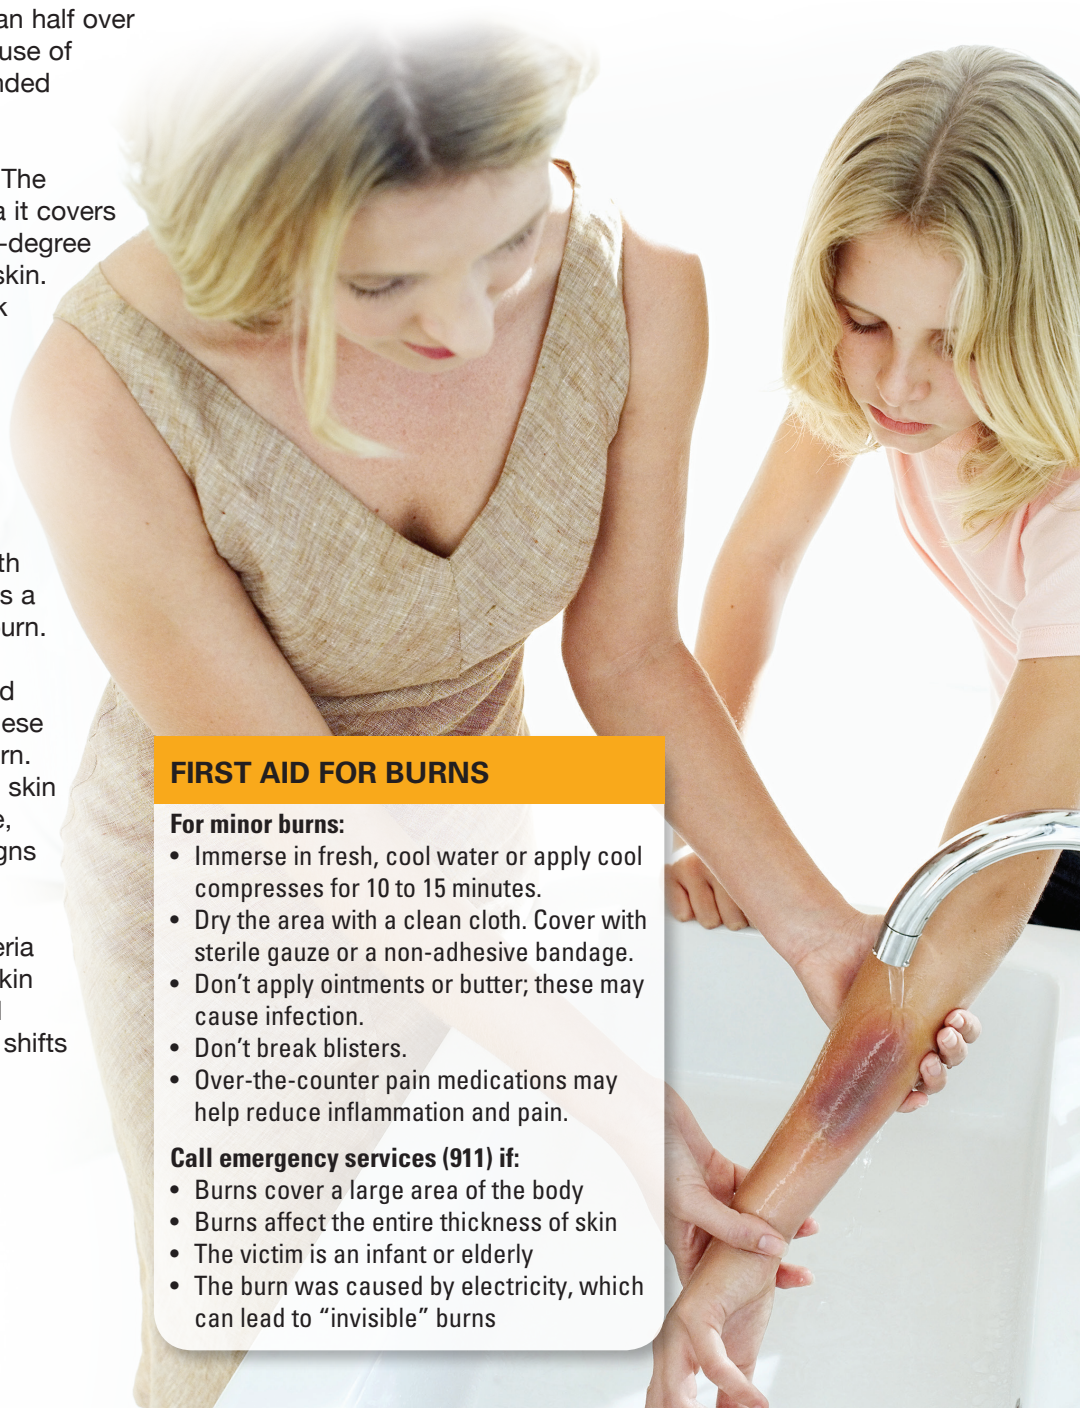 an half over
use of
nded
The
a it covers
-degree
skin.
k
th
s a
urn.
d
ese
rn.
skin
e,
gns
eria
kin
l
shifts
FIRST AID FOR BURNS
For minor burns:
• Immerse in fresh, cool water or apply cool
compresses for 10 to 15 minutes.
• Dry the area with a clean cloth. Cover with
sterile gauze or a non-adhesive bandage.
• Don’t apply ointments or butter; these may
cause infection.
• Don’t break blisters.
• Over-the-counter pain medications may
help reduce inflammation and pain.
Call emergency services (911) if:
• Burns cover a large area of the body
• Burns affect the entire thickness of skin
• The victim is an infant or elderly
• The burn was caused by electricity, which
can lead to “invisible” burns